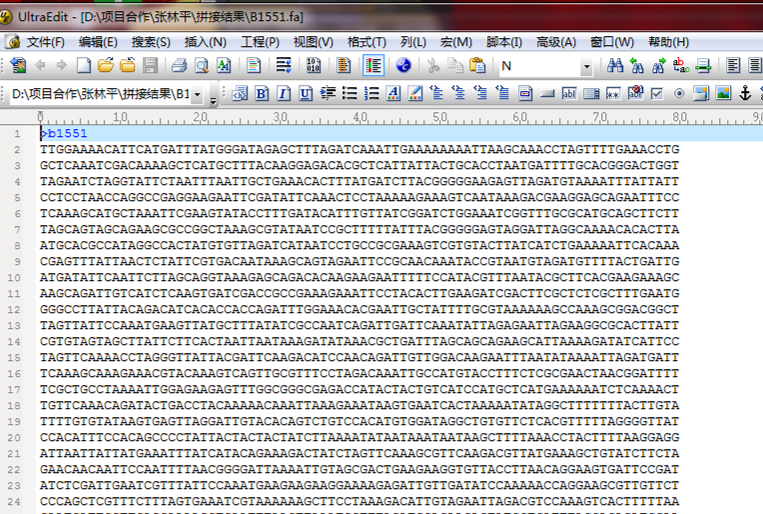 UltraEdit - [D:\项目合作\张林平\拼接结果\B1551.fa]
文件(F) 编辑(E) 搜索(S) 插入(N) 工程(P) 视图(V) 格式(T) 列(L) 宏(M) 脚本(I) 高级(A) 窗口(W) 帮助(H)
N
D:\项目合作\张林平\拼接结果\B1
0 10 20 30 40 50 60 70 80 90
1 >b1551
2 TTGGAAAACATTCATGATTTATGGGATAGAGCTTTAGATCAAATTGAAAAAAAATTAAGCAAACCTAGTTTTGAAACCTG
3 GCTCAAATCGACAAAAGCTCATGCTTTACAAGGAGACACGCTCATTATTACTGCACCTAATGATTTTGCACGGGACTGGT
4 TAGAATCTAGGTATTCTAATTTAATTGCTGAAACACTTTATGATCTTACGGGGGAAGAGTTAGATGTAAAATTTATTATT
5 CCTCCTAACCAGGCCGAGGAAGAATTCGATATTCAAACTCCTAAAAAGAAAGTCAATAAAGACGAAGGAGCAGAATTTCC
6 TCAAAGCATGCTAAATTCGAAGTATACCTTTGATACATTTGTTATCGGATCTGGAAATCGGTTTGCGCATGCAGCTTCTT
7 TAGCAGTAGCAGAAGCGCCGGCTAAAGCGTATAATCCGCTTTTTATTTACGGGGGAGTAGGATTAGGCAAAACACACTTA
8 ATGCACGCCATAGGCCACTATGTGTTAGATCATAATCCTGCCGCGAAAGTCGTGTACTTATCATCTGAAAAATTCACAAA
9 CGAGTTTATTAACTCTATTCGTGACAATAAAGCAGTAGAATTCCGCAACAAATACCGTAATGTAGATGTTTTACTGATTG
10 ATGATATTCAATTCTTAGCAGGTAAAGAGCAGACACAAGAAGAATTTTTCCATACGTTTAATACGCTTCACGAAGAAAGC
11 AAGCAGATTGTCATCTCAAGTGATCGACCGCCGAAAGAAATTCCTACACTTGAAGATCGACTTCGCTCTCGCTTTGAATG
12 GGGCCTTATTACAGACATCACACCACCAGATTTGGAAACACGAATTGCTATTTTGCGTAAAAAAGCCAAAGCGGACGGCT
13 TAGTTATTCCAAATGAAGTTATGCTTTATATCGCCAATCAGATTGATTCAAATATTAGAGAATTAGAAGGCGCACTTATT
14 CGTGTAGTAGCTTATTCTTCACTAATTAATAAAGATATAAACGCTGATTTAGCAGCAGAAGCATTAAAAGATATCATTCC
15 TAGTTCAAAACCTAGGGTTATTACGATTCAAGACATCCAACAGATTGTTGGACAAGAATTTAATATAAAATTAGATGATT
16 TCAAAGCAAAGAAACGTACAAAGTCAGTTGCGTTTCCTAGACAAATTGCCATGTACCTTTCTCGCGAACTAACGGATTTT
17 TCGCTGCCTAAAATTGGAGAAGAGTTTGGCGGGCGAGACCATACTACTGTCATCCATGCTCATGAAAAAATCTCAAAACT
18 TGTTCAAACAGATACTGACCTACAAAAACAAATTAAAGAAATAAGTGAATCACTAAAAATATAGGCTTTTTTTACTTGTA
19 TTTTGTGTATAAGTGAGTTAGGATTGTACACAGTCTGTCCACATGTGGATAGGCTGTGTTCTCACGTTTTTAGGGGTTAT
20 CCACATTTCCACAGCCCCTATTACTACTACTATCTTAAAATATAATAAATAATAAGCTTTTAAACCTACTTTTAAGGAGG
21 ATTAATTATTATGAAATTTATCATACAGAAAGACTATCTAGTTCAAAGCGTTCAAGACGTTATGAAAGCTGTATCTTCTA
22 GAACAACAATTCCAATTTTAACGGGGATTAAAATTGTAGCGACTGAAGAAGGTGTTACCTTAACAGGAAGTGATTCCGAT
23 ATCTCGATTGAATCGTTTATTCCAAATGAAGAAGAAGGAAAAGAGATTGTTGATATCCAAAAACCAGGAAGCGTTGTTCT
24 CCCAGCTCGTTTCTTTAGTGAAATCGTAAAAAAGCTTCCTAAAGACATTGTAGAATTAGACGTCCAAAGTCACTTTTTAA